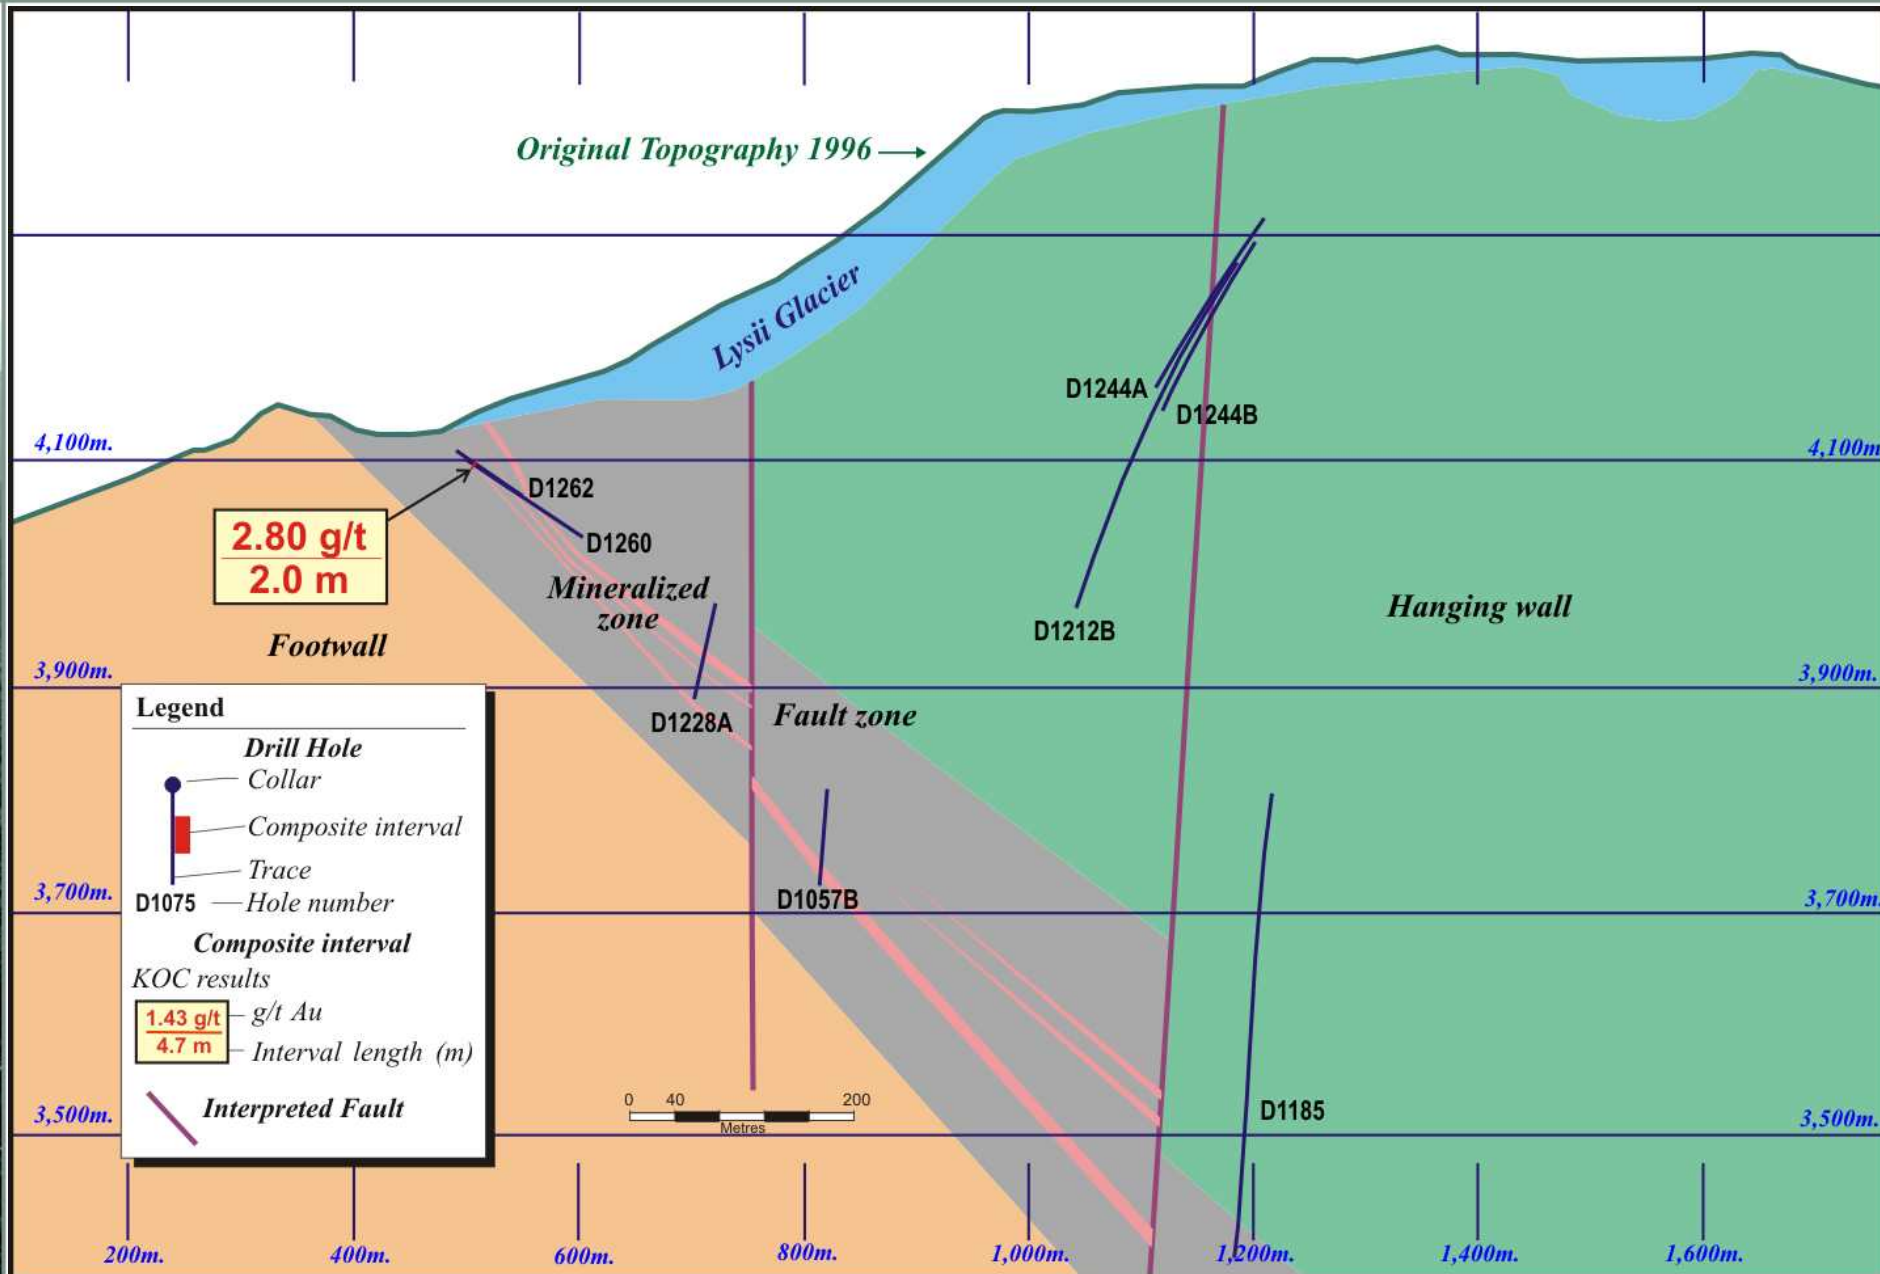 Original Topography 1996
Lysii Glacier
D1244A
D1244B
4,100m.
4,100m
D1262
2.80 g/t
2.0 m
D1260
Mineralized
zone
Hanging wall
D1212B
Footwall
3,900m.
3,900m.
D1228A
Fault zone
Legend
Drill Hole
Collar
Composite interval
Trace
D1075
Hole number
Composite interval
KOC results
1.43 g/t
4.7 m
g/t Au
Interval length (m)
Interpreted Fault
3,700m.
3,700m
D1057B
0 40 200
Metres
D1185
3,500m.
3,500m.
200m.
400m.
600m.
800m.
1,000m.
1,200m.
1,400m.
1,600m.